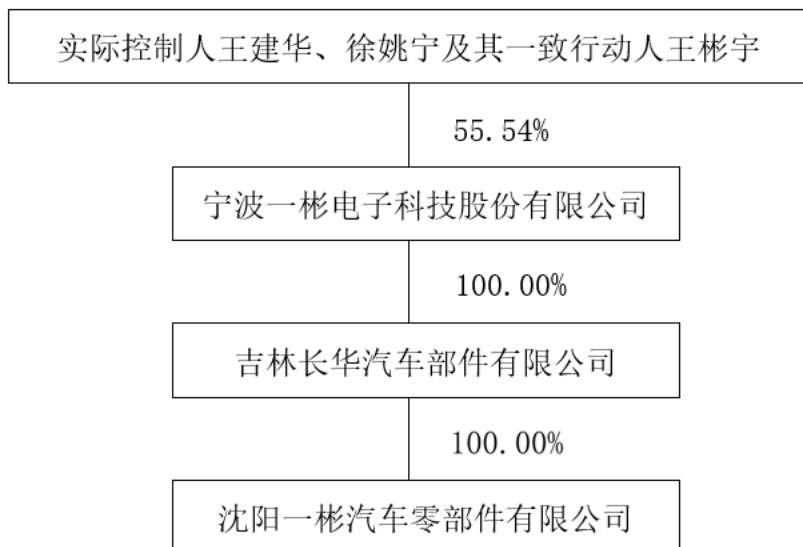 实际控制人王建华、徐姚宁及其一致行动人王彬宇
55.54%
宁波一彬电子科技股份有限公司
100.00%
吉林长华汽车部件有限公司
100.00%
沈阳一彬汽车零部件有限公司